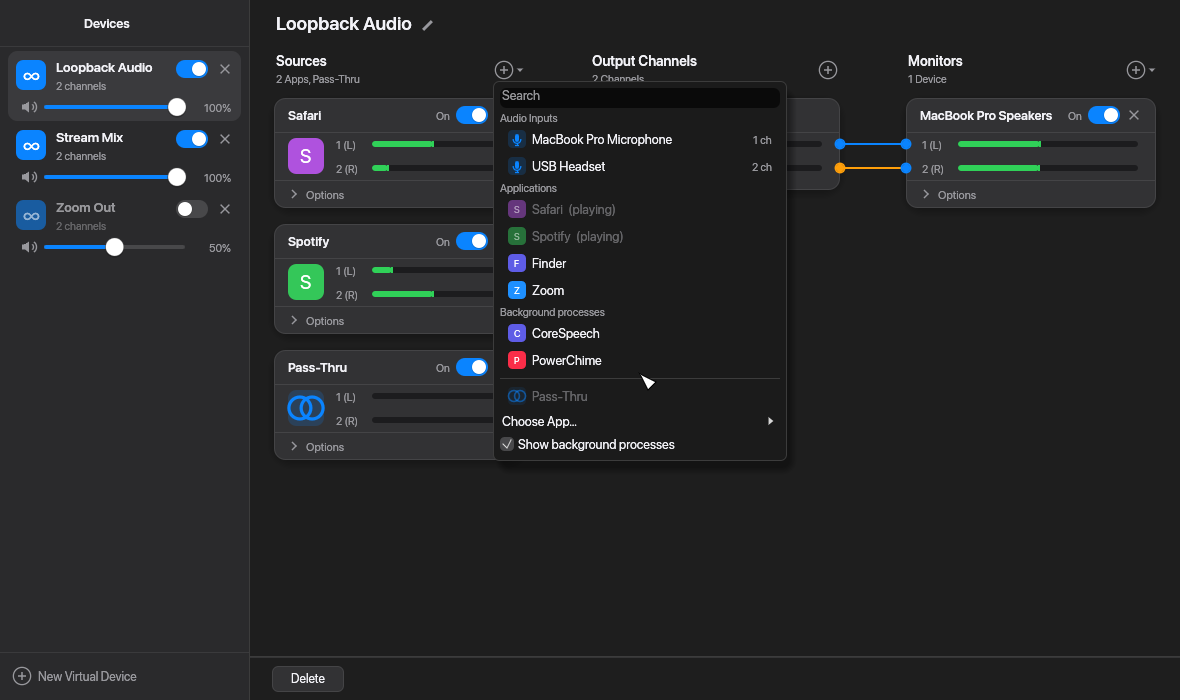 Devices
Loopback Audio
2 channels
100%
Stream Mix
2 channels
100%
Zoom Out
2 channels
50%
New Virtual Device
Loopback Audio
Sources
2 Apps, Pass-Thru
Output Channels
2 Channels
Monitors
1 Device
Safari On
S
1 (L)
2 (R)
Options
Spotify On
S
1 (L)
2 (R)
Options
Pass-Thru On
1 (L)
2 (R)
Options
Search
Audio Inputs
MacBook Pro Microphone 1 ch
USB Headset 2 ch
Applications
S Safari (playing)
S Spotify (playing)
F Finder
Z Zoom
Background processes
C CoreSpeech
P PowerChime
Pass-Thru
Choose App...
Show background processes
MacBook Pro Speakers On
1 (L)
2 (R)
Options
Delete